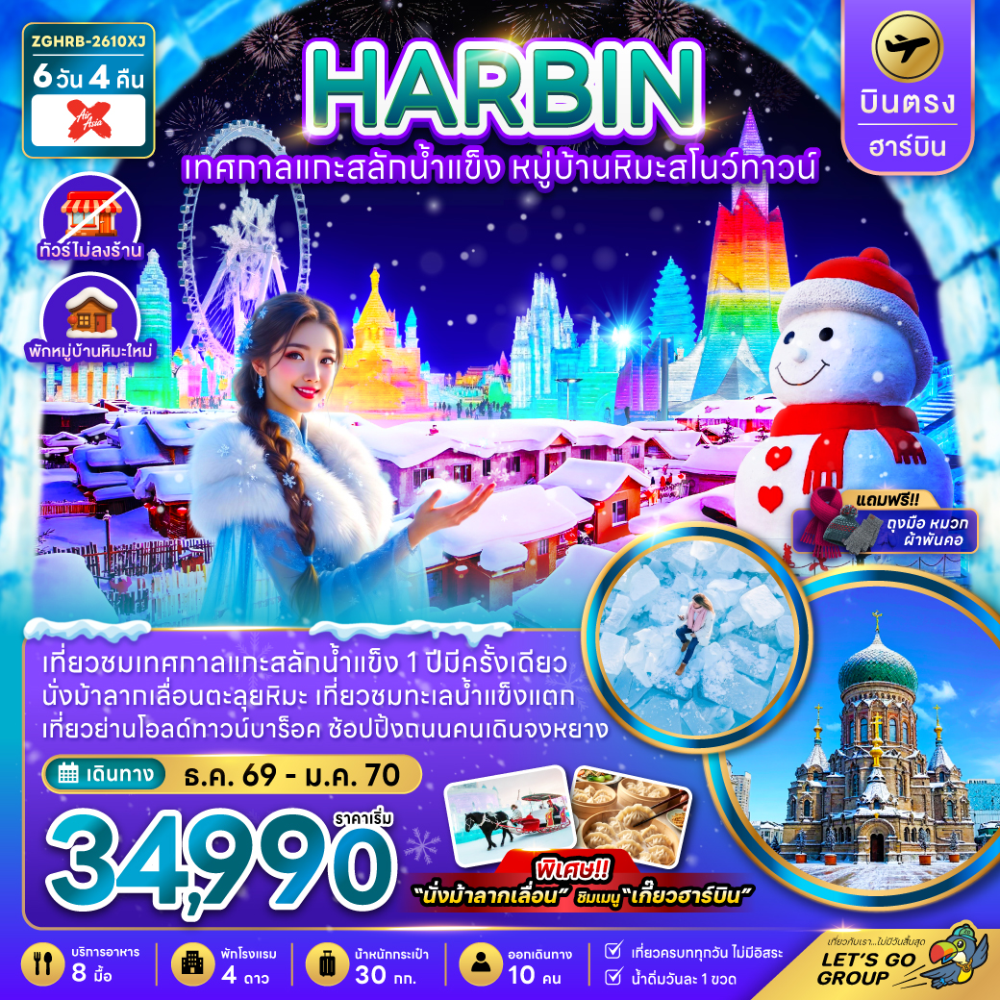 ZGHRB-2610XJ
6 วัน 4 คืน
Air Asia X
HARBIN
เทศกาลแกะสลักน้ำแข็ง หมู่บ้านหิมะสโนว์ทาวน์
บินตรง
ฮาร์บิน
ทัวร์ไม่ลงร้าน
พักหมู่บ้านหิมะใหม่
แถมฟรี!!
ถุงมือ หมวก
ผ้าพันคอ
เที่ยวชมเทศกาลแกะสลักน้ำแข็ง 1 ปีมีครั้งเดียว
นั่งม้าลากเลื่อนตะลุยหิมะ เที่ยวชมทะเลน้ำแข็งแตก
เที่ยวย่านโอลด์ทาวน์บาร็อค ช้อปปิ้งถนนคนเดินจงหยาง
เดินทาง ธ.ค. 69 - ม.ค. 70
ราคาเริ่ม
34,990
พิเศษ!!
"นั่งม้าลากเลื่อน" ชิมเมนู "เกี๊ยวฮาร์บิน"
บริการอาหาร
8 มื้อ
พักโรงแรม
4 ดาว
น้ำหนักกระเป๋า
30 กก.
ออกเดินทาง
10 คน
เที่ยวครบทุกวัน ไม่มีอิสระ
น้ำดื่มวันละ 1 ขวด
เที่ยวกับเรา...ไม่มีวันสิ้นสุด
LET'S GO
GROUP